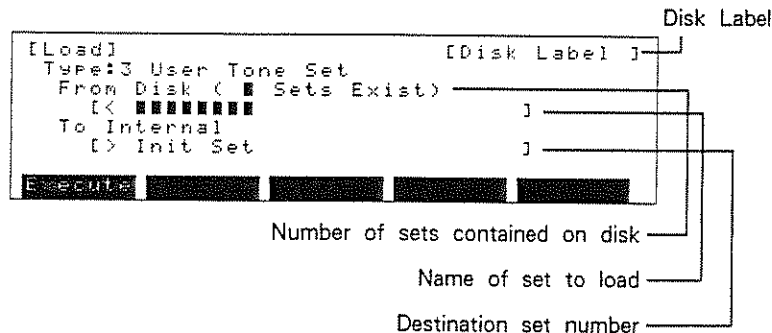 Disk Label
[Load] [Disk Label ]
Type:3 User Tone Set
From Disk ( █ Sets Exist)
[< ████████ ]
To Internal
[> Init Set ]
Execute
Number of sets contained on disk
Name of set to load
Destination set number